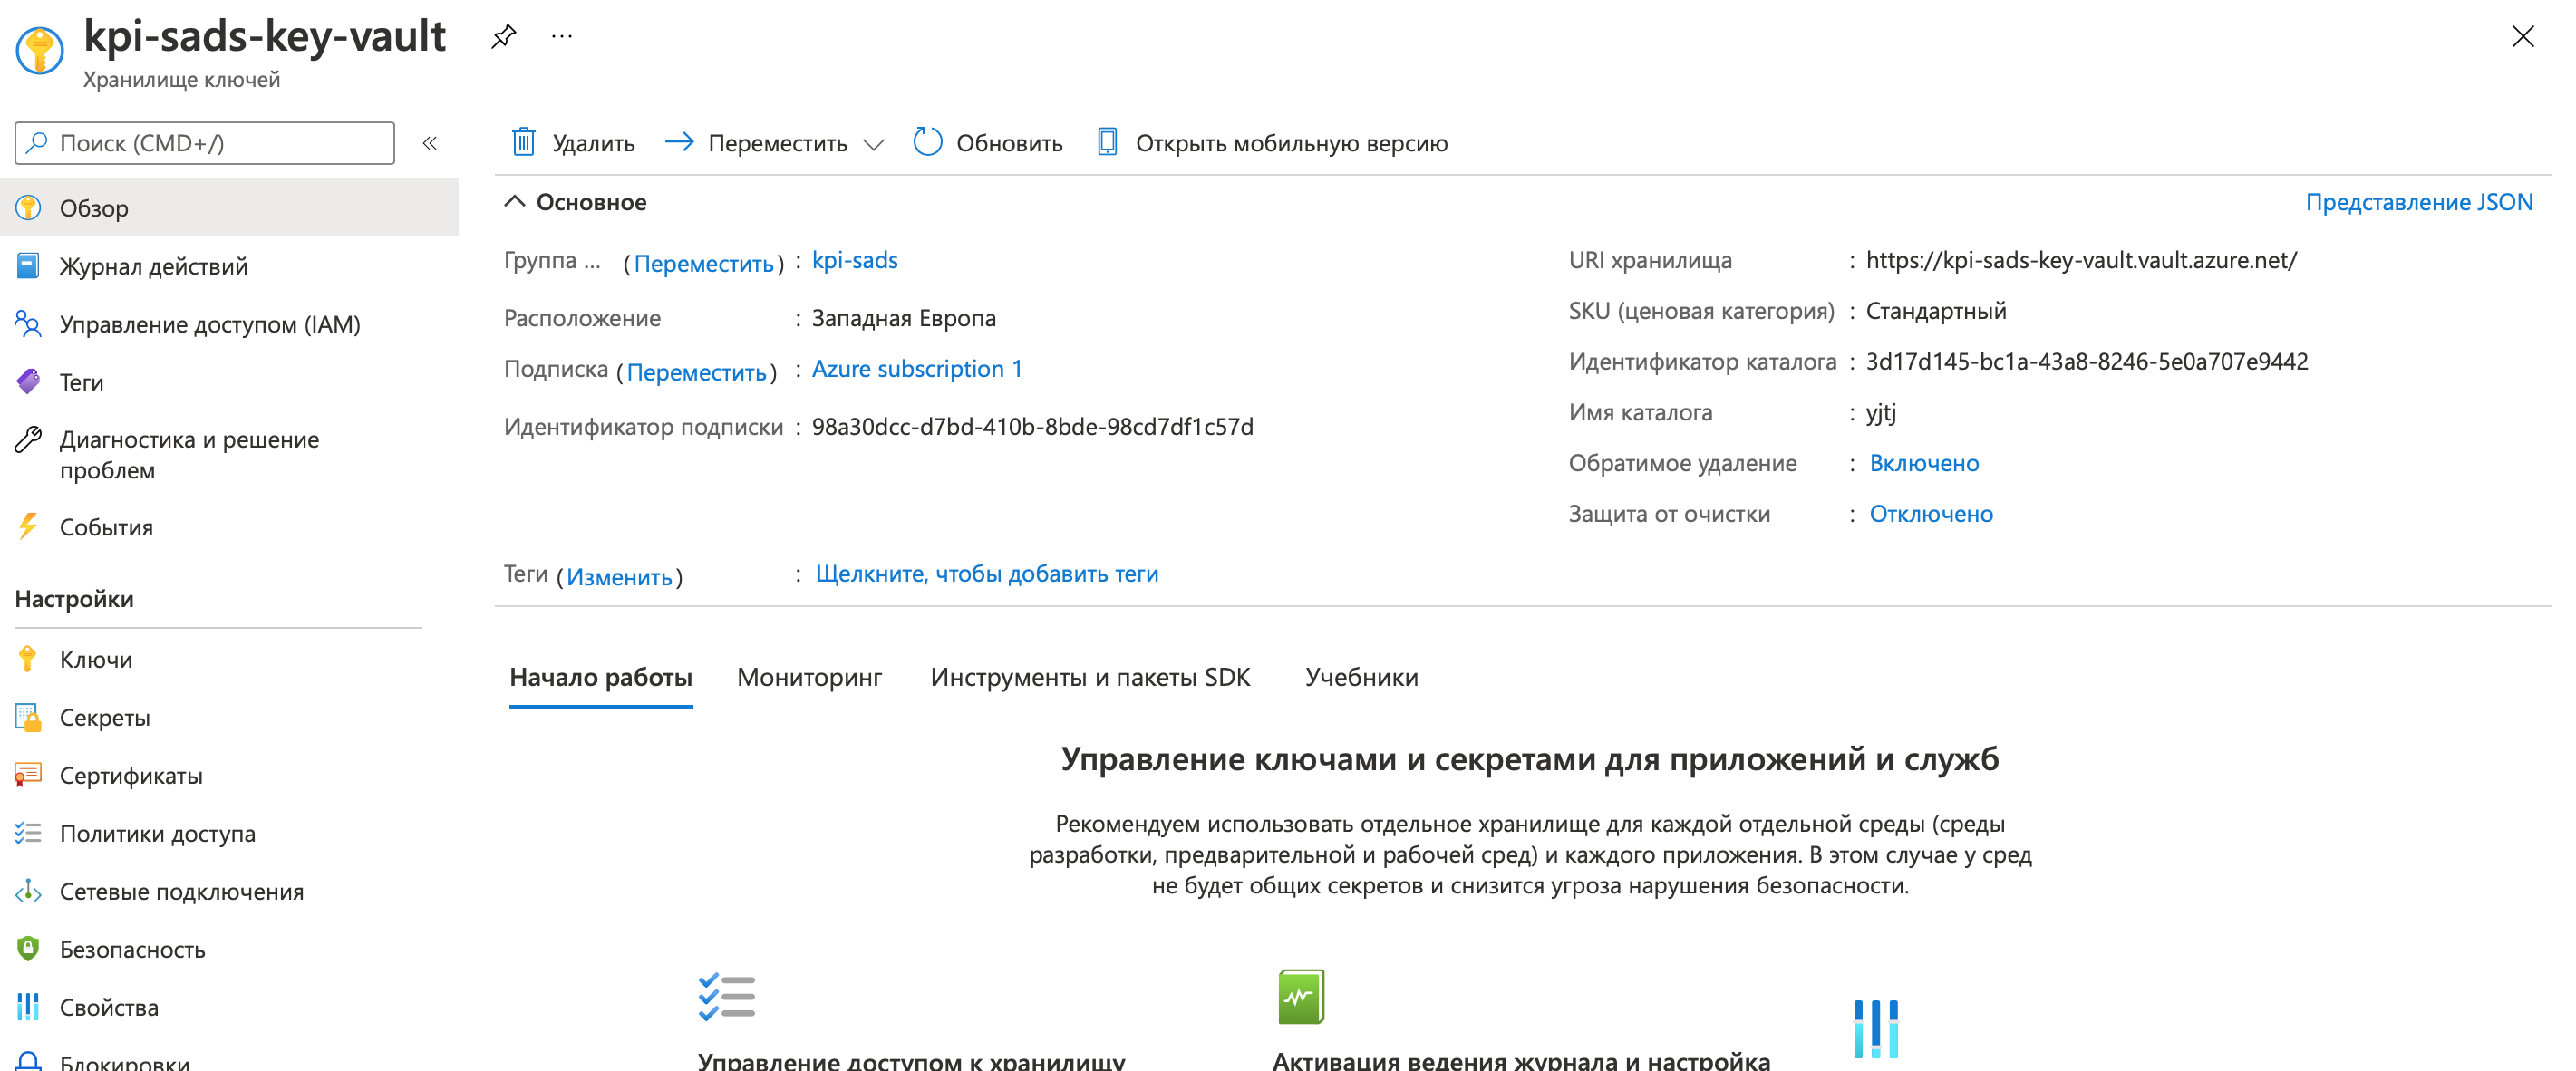 kpi-sads-key-vault
Хранилище ключей
Поиск (CMD+/)
Удалить
Переместить
Обновить
Открыть мобильную версию
Обзор
Журнал действий
Управление доступом (IAM)
Теги
Диагностика и решение
проблем
События
Настройки
Ключи
Секреты
Сертификаты
Политики доступа
Сетевые подключения
Безопасность
Свойства
Блокировки
Основное
Представление JSON
Группа ... (Переместить) : kpi-sads
Расположение : Западная Европа
Подписка (Переместить) : Azure subscription 1
Идентификатор подписки : 98a30dcc-d7bd-410b-8bde-98cd7df1c57d
URI хранилища : https://kpi-sads-key-vault.vault.azure.net/
SKU (ценовая категория) : Стандартный
Идентификатор каталога : 3d17d145-bc1a-43a8-8246-5e0a707e9442
Имя каталога : yjtj
Обратимое удаление : Включено
Защита от очистки : Отключено
Теги (Изменить) : Щелкните, чтобы добавить теги
Начало работы
Мониторинг
Инструменты и пакеты SDK
Учебники
Управление ключами и секретами для приложений и служб
Рекомендуем использовать отдельное хранилище для каждой отдельной среды (среды
разработки, предварительной и рабочей сред) и каждого приложения. В этом случае у сред
не будет общих секретов и снизится угроза нарушения безопасности.
Управление доступом к хранилищу
Активация ведения журнала и настройка